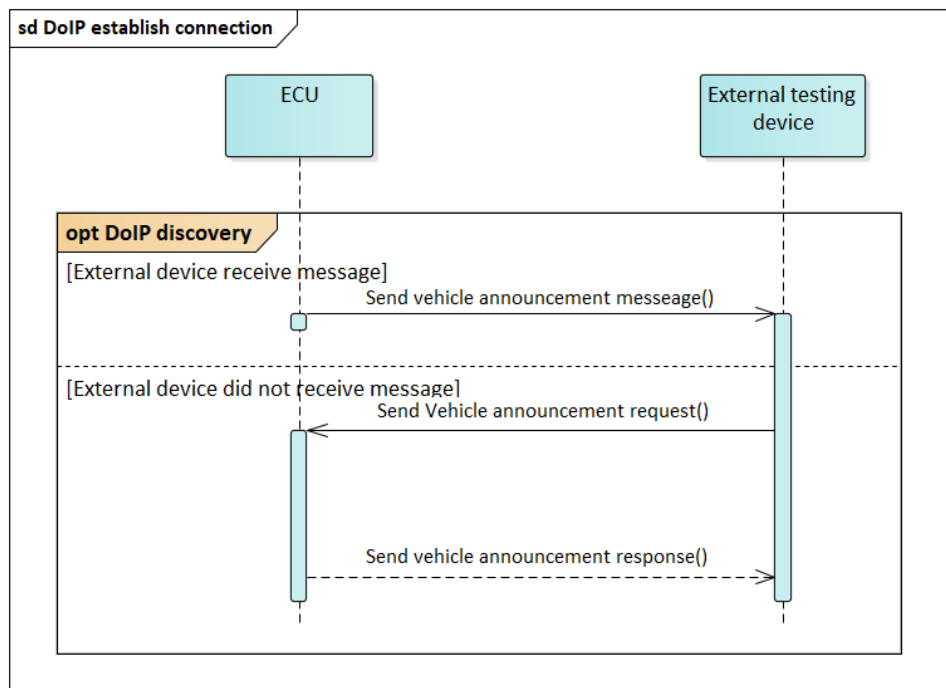 sd DoIP establish connection
ECU
External testing
device
opt DoIP discovery
[External device receive message]
Send vehicle announcement messeage()
[External device did not receive message]
Send Vehicle announcement request()
Send vehicle announcement response()